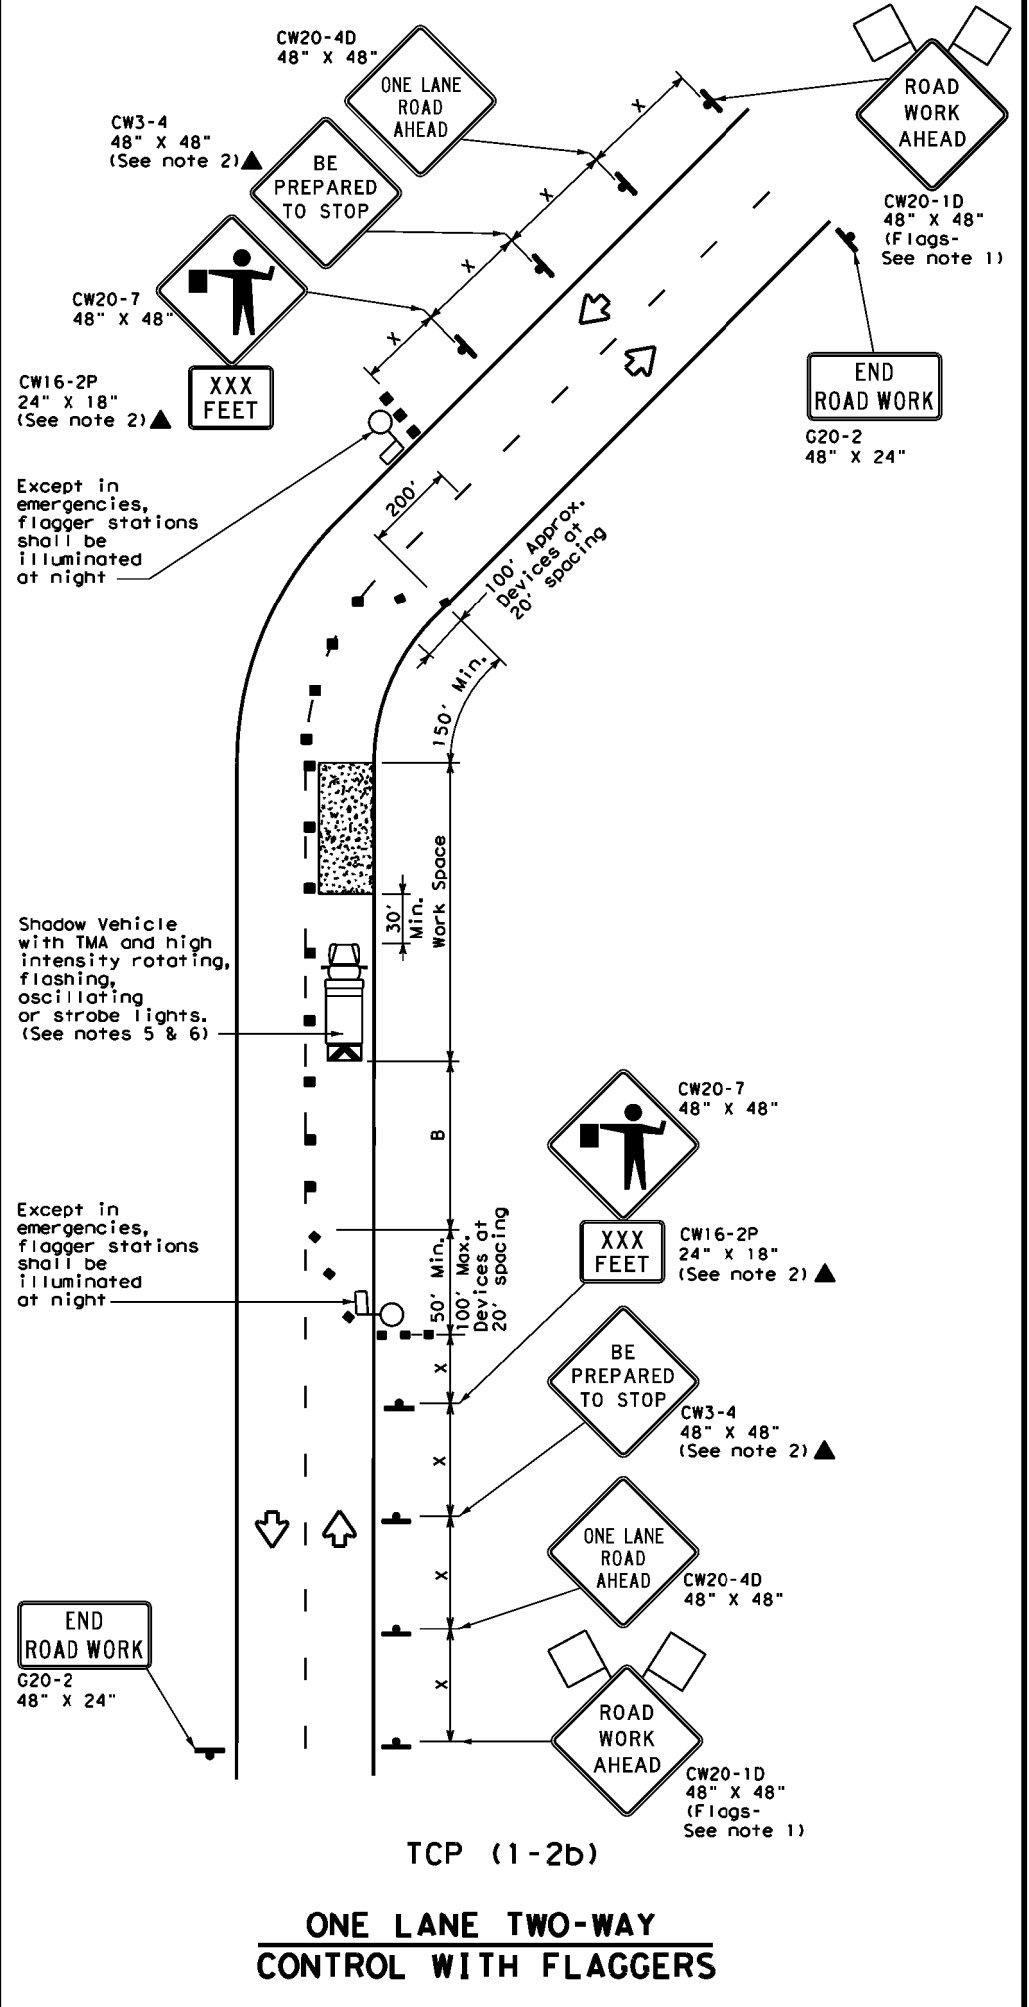 CW20-4D
48" X 48"
ONE LANE
ROAD
AHEAD
ROAD
WORK
AHEAD
CW20-1D
48" X 48"
(Flags-
See note 1)
CW3-4
48" X 48"
(See note 2)▲
BE
PREPARED
TO STOP
X
X
X
X
CW20-7
48" X 48"
CW16-2P
24" X 18"
(See note 2)▲
XXX
FEET
END
ROAD WORK
G20-2
48" X 24"
Except in
emergencies,
flagger stations
shall be
illuminated
at night
200'
100' Approx.
Devices at
20' spacing
150' Min.
Work Space
30'
Min.
Shadow Vehicle
with TMA and high
intensity rotating,
flashing,
oscillating
or strobe lights.
(See notes 5 & 6)
B
CW20-7
48" X 48"
XXX
FEET
CW16-2P
24" X 18"
(See note 2)▲
Except in
emergencies,
flagger stations
shall be
illuminated
at night
50' Min.
100' Max.
Devices at
20' spacing
X
X
X
X
BE
PREPARED
TO STOP
CW3-4
48" X 48"
(See note 2)▲
ONE LANE
ROAD
AHEAD
CW20-4D
48" X 48"
END
ROAD WORK
G20-2
48" X 24"
ROAD
WORK
AHEAD
CW20-1D
48" X 48"
(Flags-
See note 1)
TCP (1-2b)
ONE LANE TWO-WAY
CONTROL WITH FLAGGERS